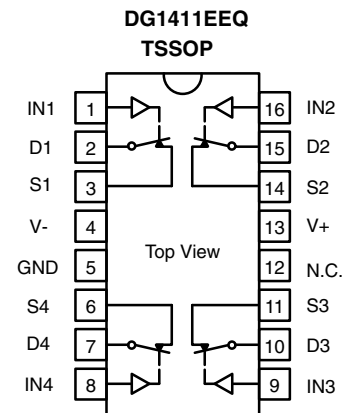 DG1411EEQ
TSSOP
IN1 1 16 IN2
D1 2 15 D2
S1 3 14 S2
V- 4 13 V+
Top View
GND 5 12 N.C.
S4 6 11 S3
D4 7 10 D3
IN4 8 9 IN3